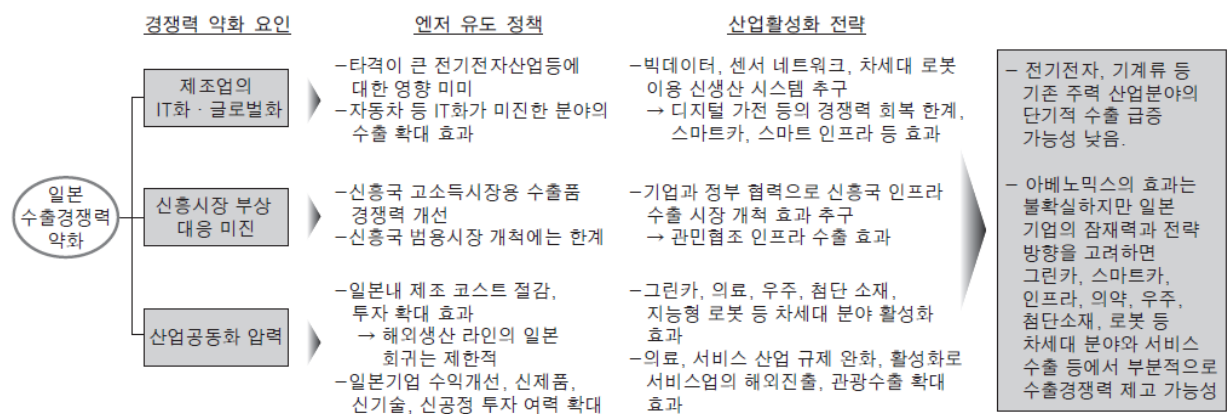 경쟁력 약화 요인
엔저 유도 정책
산업활성화 전략
일본
수출경쟁력
약화
제조업의
IT화 · 글로벌화
–타격이 큰 전기전자산업등에
대한 영향 미미
–자동차 등 IT화가 미진한 분야의
수출 확대 효과
–빅데이터, 센서 네트워크, 차세대 로봇
이용 신생산 시스템 추구
→ 디지털 가전 등의 경쟁력 회복 한계,
스마트카, 스마트 인프라 등 효과
신흥시장 부상
대응 미진
–신흥국 고소득시장용 수출품
경쟁력 개선
–신흥국 범용시장 개척에는 한계
–기업과 정부 협력으로 신흥국 인프라
수출 시장 개척 효과 추구
→ 관민협조 인프라 수출 효과
산업공동화 압력
–일본내 제조 코스트 절감,
투자 확대 효과
→ 해외생산 라인의 일본
회귀는 제한적
–일본기업 수익개선, 신제품,
신기술, 신공정 투자 여력 확대
–그린카, 의료, 우주, 첨단 소재,
지능형 로봇 등 차세대 분야 활성화
효과
–의료, 서비스 산업 규제 완화, 활성화로
서비스업의 해외진출, 관광수출 확대
효과
– 전기전자, 기계류 등
기존 주력 산업분야의
단기적 수출 급증
가능성 낮음.
– 아베노믹스의 효과는
불확실하지만 일본
기업의 잠재력과 전략
방향을 고려하면
그린카, 스마트카,
인프라, 의약, 우주,
첨단소재, 로봇 등
차세대 분야와 서비스
수출 등에서 부분적으로
수출경쟁력 제고 가능성